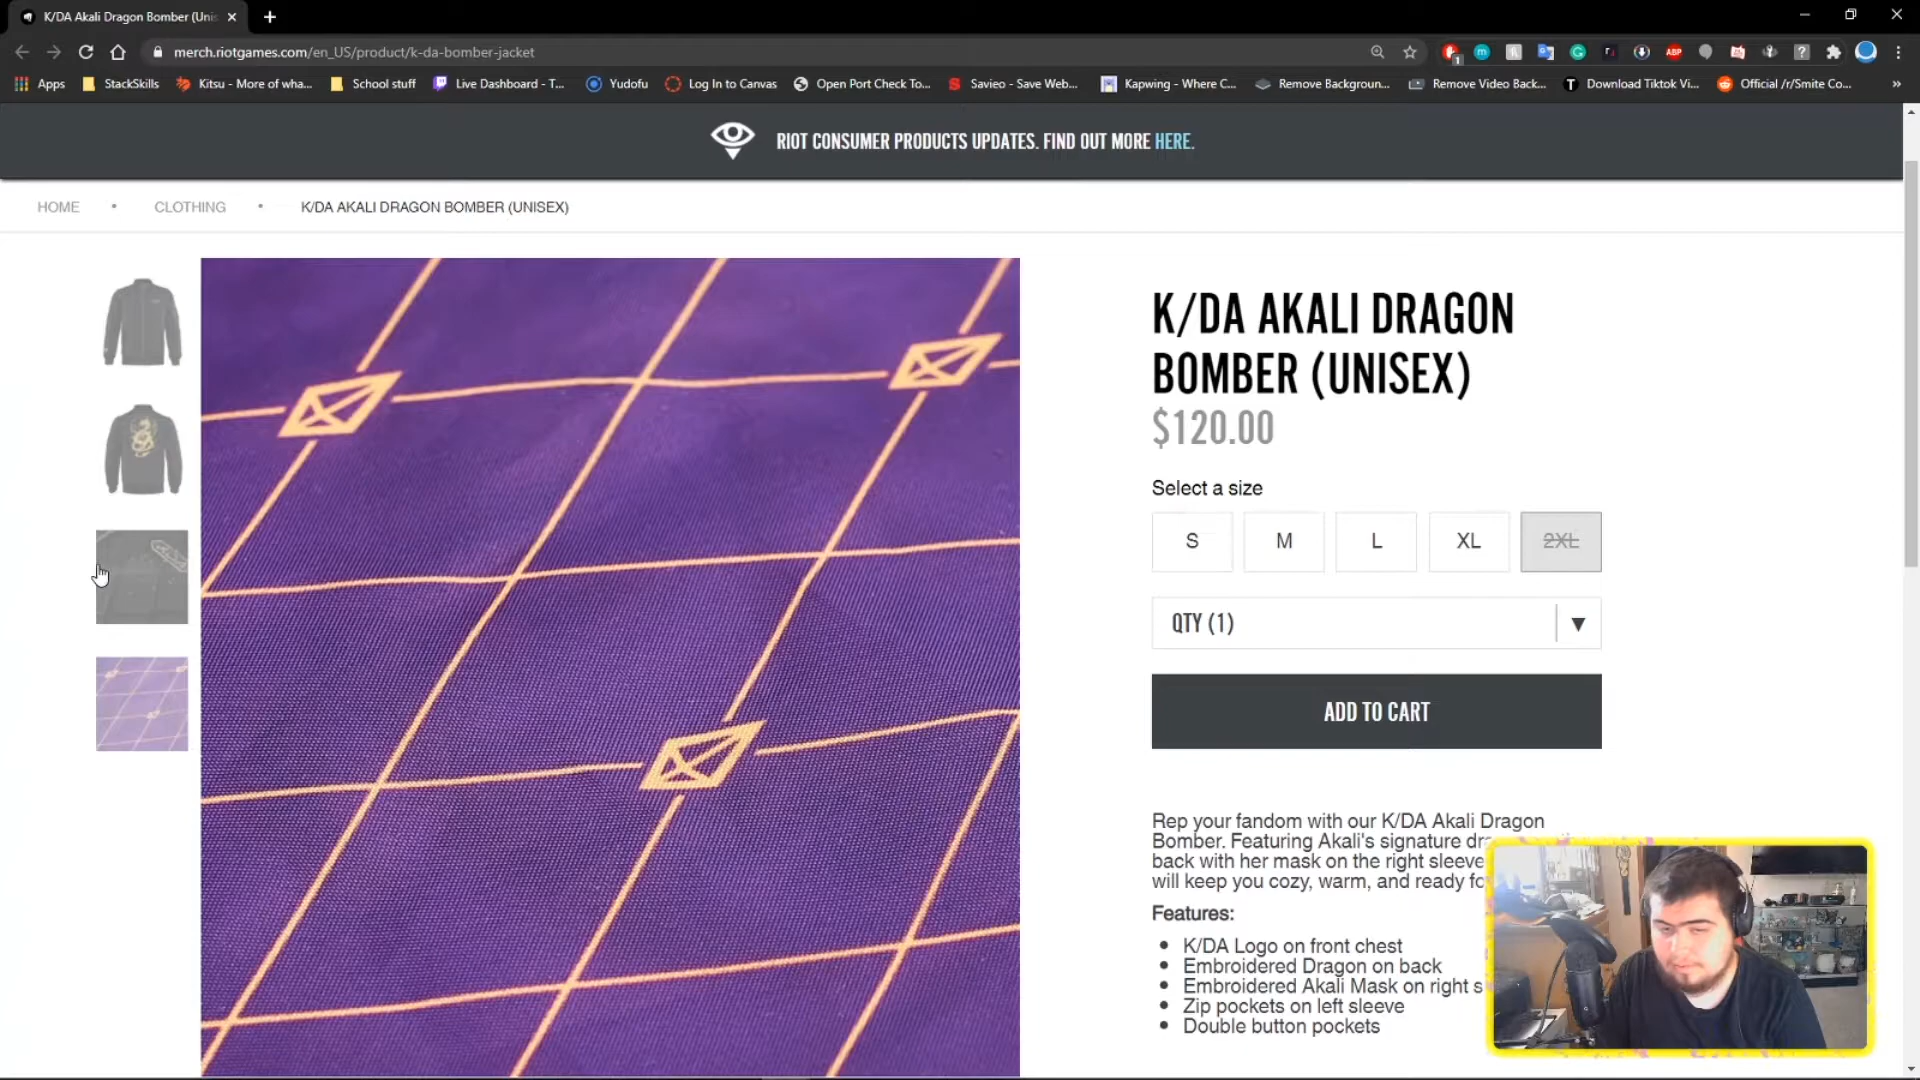 K/DA Akali Dragon Bomber (Unis
merch.riotgames.com/en_US/product/k-da-bomber-jacket
Apps StackSkills Kitsu - More of wha... School stuff Live Dashboard - T... Yudofu Log In to Canvas Open Port Check To... Savieo - Save Web... Kapwing - Where C... Remove Backgroun... Remove Video Back... Download Tiktok Vi... Official /r/Smite Co... »
RIOT CONSUMER PRODUCTS UPDATES. FIND OUT MORE HERE.
HOME • CLOTHING • K/DA AKALI DRAGON BOMBER (UNISEX)
K/DA AKALI DRAGON
BOMBER (UNISEX)
$120.00
Select a size
S M L XL 2XL
QTY (1)
ADD TO CART
Rep your fandom with our K/DA Akali Dragon
Bomber. Featuring Akali's signature dr
back with her mask on the right sleeve
will keep you cozy, warm, and ready fo
Features:
• K/DA Logo on front chest
• Embroidered Dragon on back
• Embroidered Akali Mask on right s
• Zip pockets on left sleeve
• Double button pockets